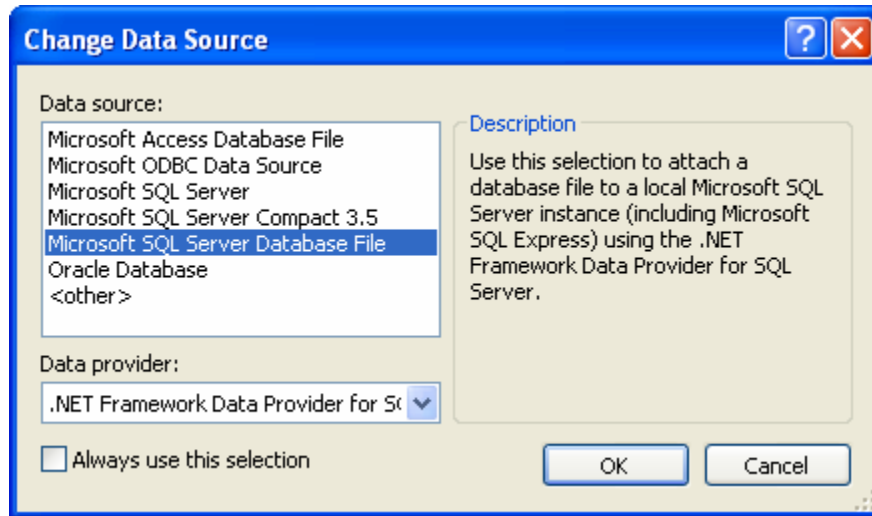 Change Data Source
Data source:
Microsoft Access Database File
Microsoft ODBC Data Source
Microsoft SQL Server
Microsoft SQL Server Compact 3.5
Microsoft SQL Server Database File
Oracle Database
<other>
Description
Use this selection to attach a
database file to a local Microsoft SQL
Server instance (including Microsoft
SQL Express) using the .NET
Framework Data Provider for SQL
Server.
Data provider:
.NET Framework Data Provider for S
Always use this selection
OK
Cancel